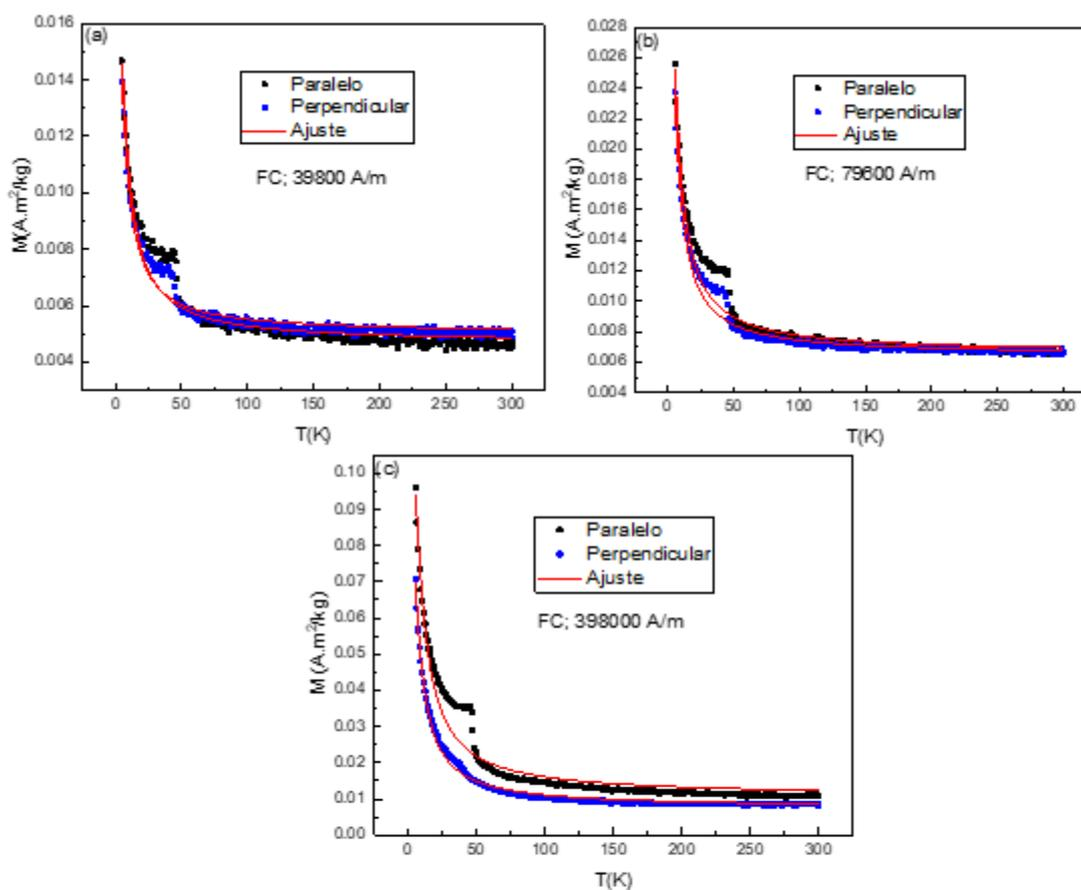 (a)
0.016
0.014
0.012
0.010
0.008
0.006
0.004
M(A.m²/kg)
Paralelo
Perpendicular
Ajuste
FC; 39800 A/m
0 50 100 150 200 250 300
T(K)
(b)
0.028
0.026
0.024
0.022
0.020
0.018
0.016
0.014
0.012
0.010
0.008
0.006
0.004
M (A.m²/kg)
Paralelo
Perpendicular
Ajuste
FC; 79600 A/m
0 50 100 150 200 250 300
T(K)
(c)
0.10
0.09
0.08
0.07
0.06
0.05
0.04
0.03
0.02
0.01
0.00
M (A.m²/kg)
Paralelo
Perpendicular
Ajuste
FC; 398000 A/m
0 50 100 150 200 250 300
T(K)